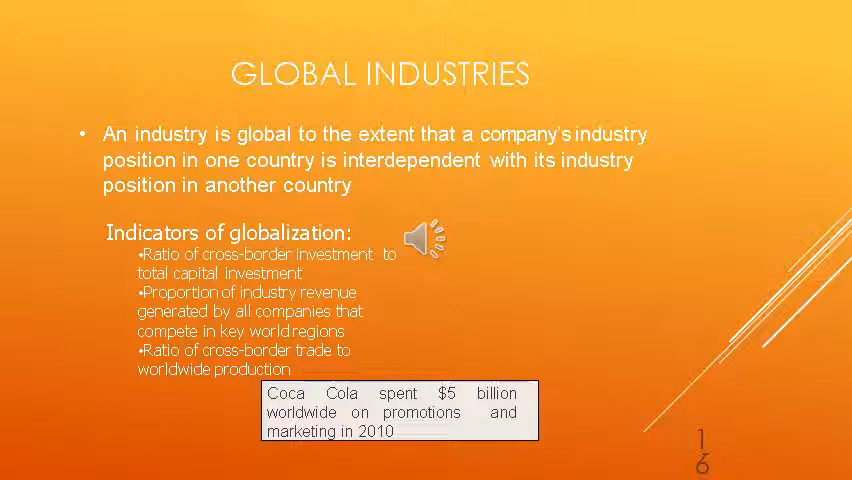 GLOBAL INDUSTRIES
• An industry is global to the extent that a company's industry
position in one country is interdependent with its industry
position in another country
Indicators of globalization:
•Ratio of cross-border investment to
total capital investment
•Proportion of industry revenue
generated by all companies that
compete in key world regions
•Ratio of cross-border trade to
worldwide production
Coca Cola spent $5 billion
worldwide on promotions and
marketing in 2010
1
6